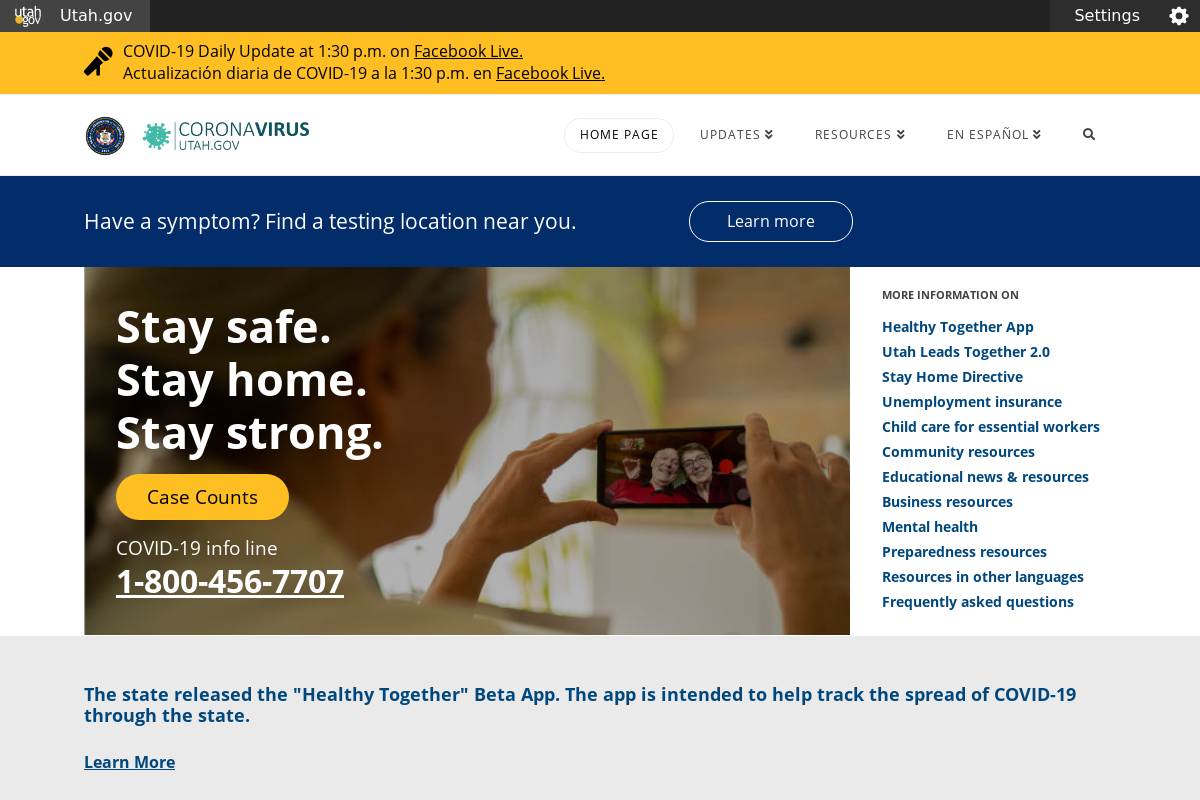 utah
gov
Utah.gov
Settings
COVID-19 Daily Update at 1:30 p.m. on Facebook Live.
Actualización diaria de COVID-19 a la 1:30 p.m. en Facebook Live.
CORONAVIRUS
UTAH.GOV
HOME PAGE
UPDATES
RESOURCES
EN ESPAÑOL
Have a symptom? Find a testing location near you.
Learn more
Stay safe.
Stay home.
Stay strong.
Case Counts
COVID-19 info line
1-800-456-7707
MORE INFORMATION ON
Healthy Together App
Utah Leads Together 2.0
Stay Home Directive
Unemployment insurance
Child care for essential workers
Community resources
Educational news & resources
Business resources
Mental health
Preparedness resources
Resources in other languages
Frequently asked questions
The state released the "Healthy Together" Beta App. The app is intended to help track the spread of COVID-19
through the state.
Learn More